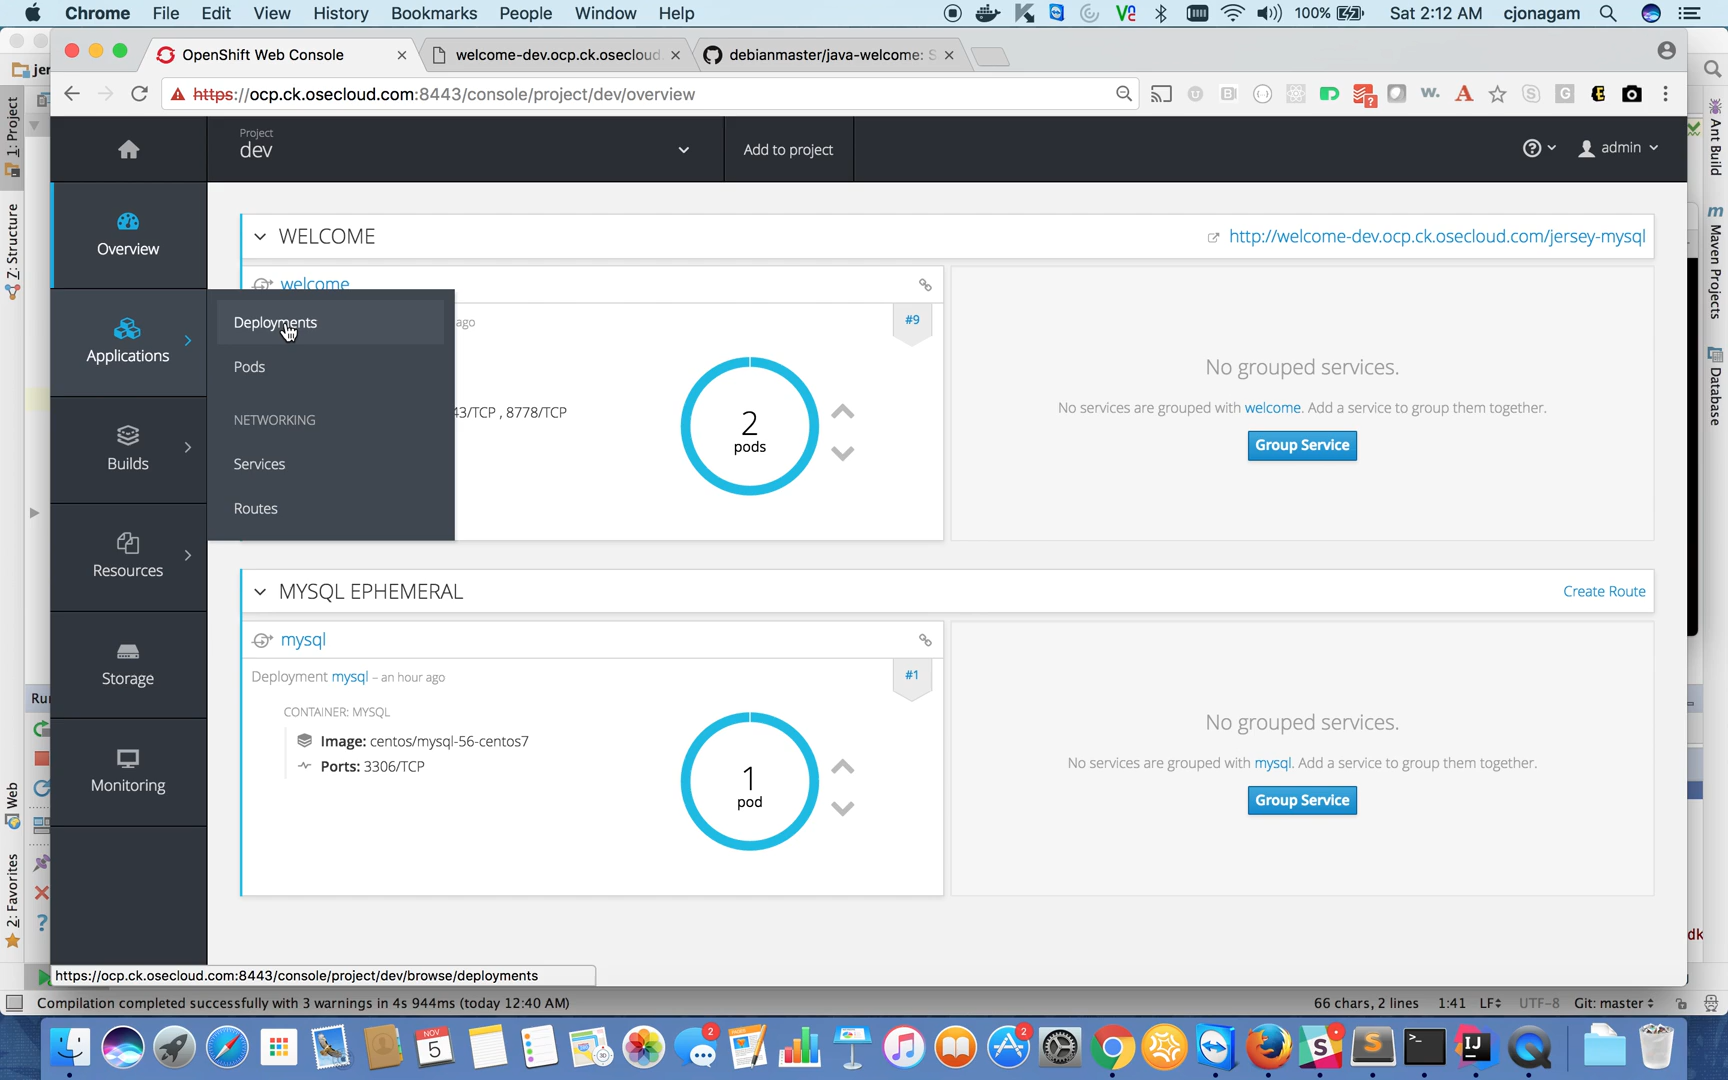 Chrome File Edit View History Bookmarks People Window Help 100% Sat 2:12 AM cjonagam
OpenShift Web Console
welcome-dev.ocp.ck.osecloud.
debianmaster/java-welcome: S
https://ocp.ck.osecloud.com:8443/console/project/dev/overview
Project
dev
Add to project
admin
Overview
Applications
Builds
Resources
Storage
Monitoring
Deployments
Pods
NETWORKING
Services
Routes
WELCOME
http://welcome-dev.ocp.ck.osecloud.com/jersey-mysql
welcome
ago
#9
43/TCP , 8778/TCP
2
pods
No grouped services.
No services are grouped with welcome. Add a service to group them together.
Group Service
MYSQL EPHEMERAL
Create Route
mysql
Deployment mysql – an hour ago
#1
CONTAINER: MYSQL
Image: centos/mysql-56-centos7
Ports: 3306/TCP
1
pod
No grouped services.
No services are grouped with mysql. Add a service to group them together.
Group Service
https://ocp.ck.osecloud.com:8443/console/project/dev/browse/deployments
jer
1: Project
7: Structure
Run
Web
2: Favorites
Ant Build
Maven Projects
Database
dk
Compilation completed successfully with 3 warnings in 4s 944ms (today 12:40 AM)
66 chars, 2 lines 1:41 LF UTF-8 Git: master
NOV
5
2
2